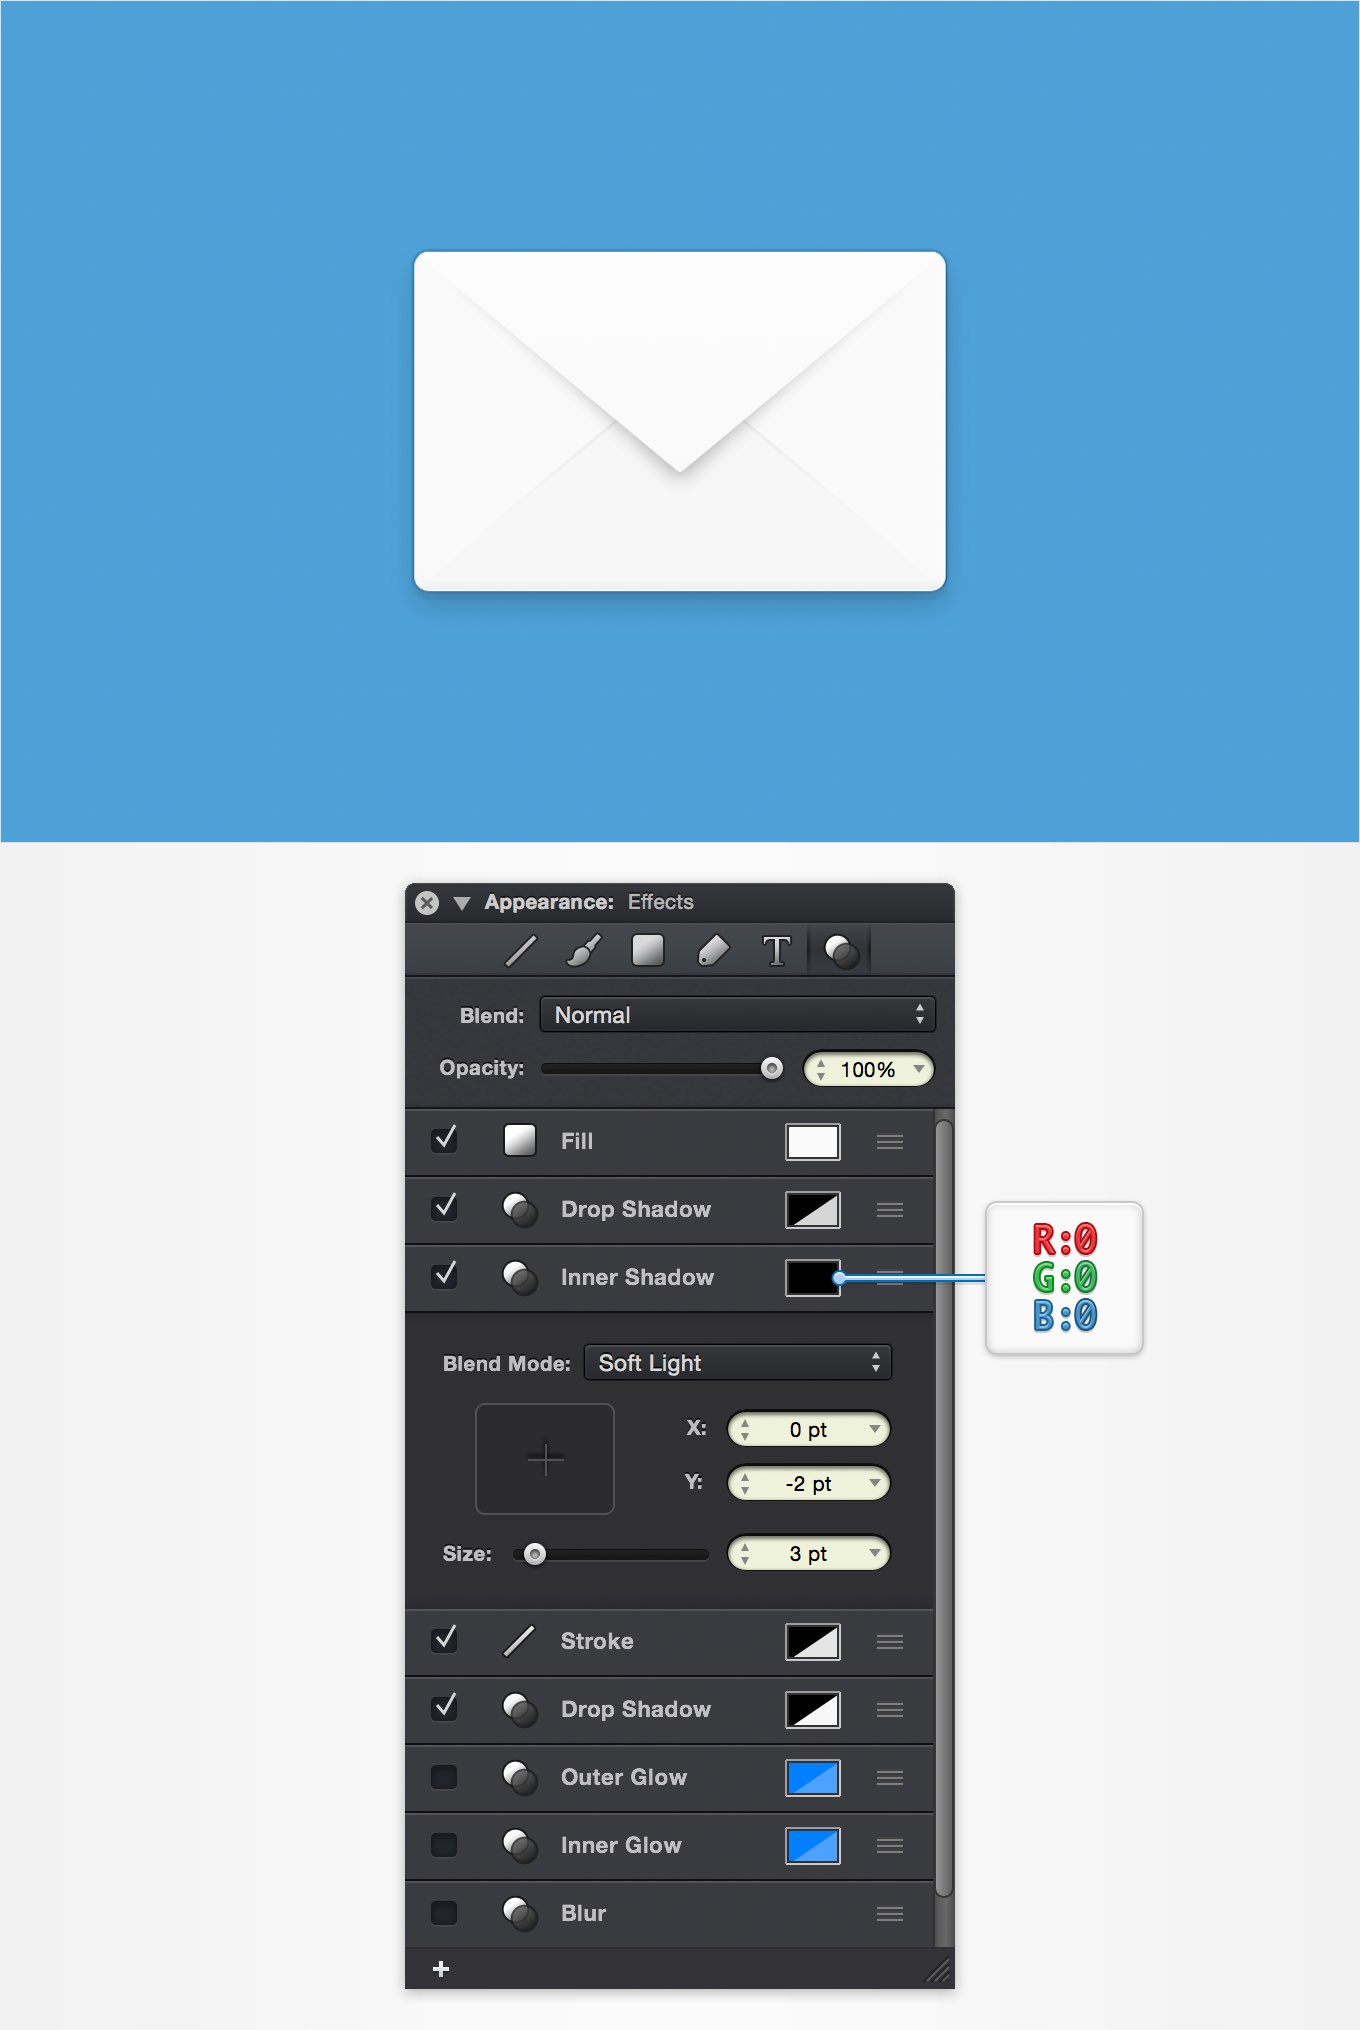 Appearance: Effects
T
Blend: Normal
Opacity: 100%
Fill
Drop Shadow
Inner Shadow
R:0
G:0
B:0
Blend Mode: Soft Light
X: 0 pt
Y: -2 pt
Size: 3 pt
Stroke
Drop Shadow
Outer Glow
Inner Glow
Blur
+